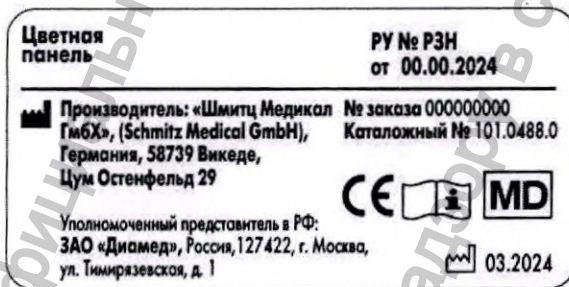 Цветная
панель
РУ № РЗН
от 00.00.2024
Производитель: «Шмитц Медикал
ГмбХ», (Schmitz Medical GmbH),
Германия, 58739 Викеде,
Цум Остенфельд 29
№ заказа 000000000
Каталожный № 101.0488.0
CE
i
MD
Уполномоченный представитель в РФ:
ЗАО «Диамед», Россия,127422, г. Москва,
ул. Тимирязевская, д. 1
03.2024